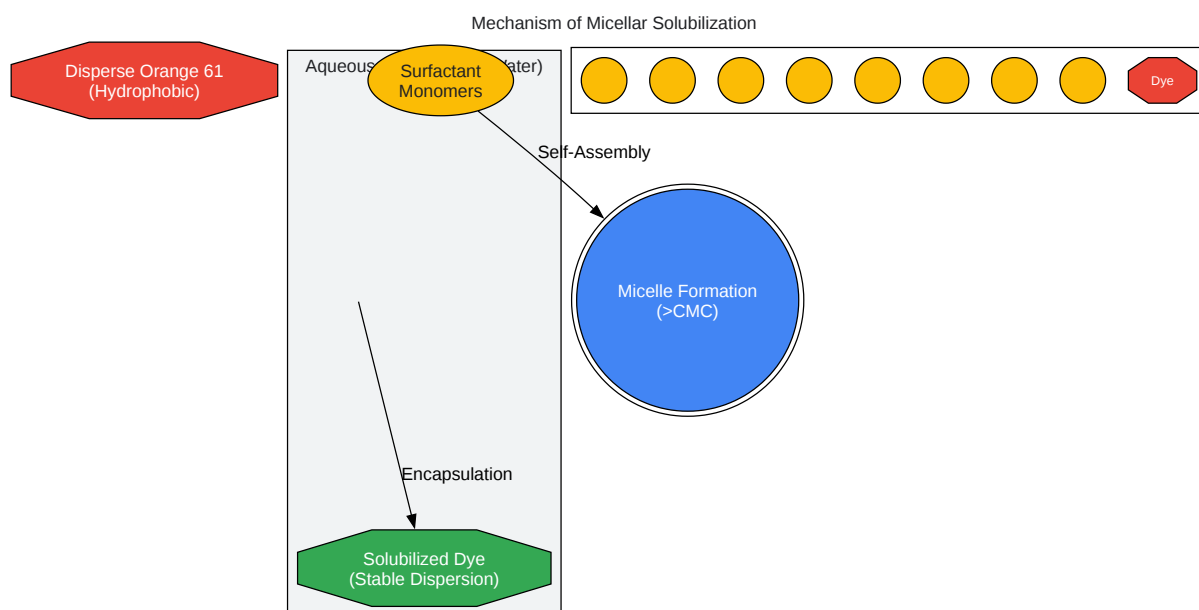 Mechanism of Micellar Solubilization
Disperse Orange 61
(Hydrophobic)
Aqueous
Surfactant
Monomers
Dye
Self-Assembly
Micelle Formation
(>CMC)
Encapsulation
Solubilized Dye
(Stable Dispersion)